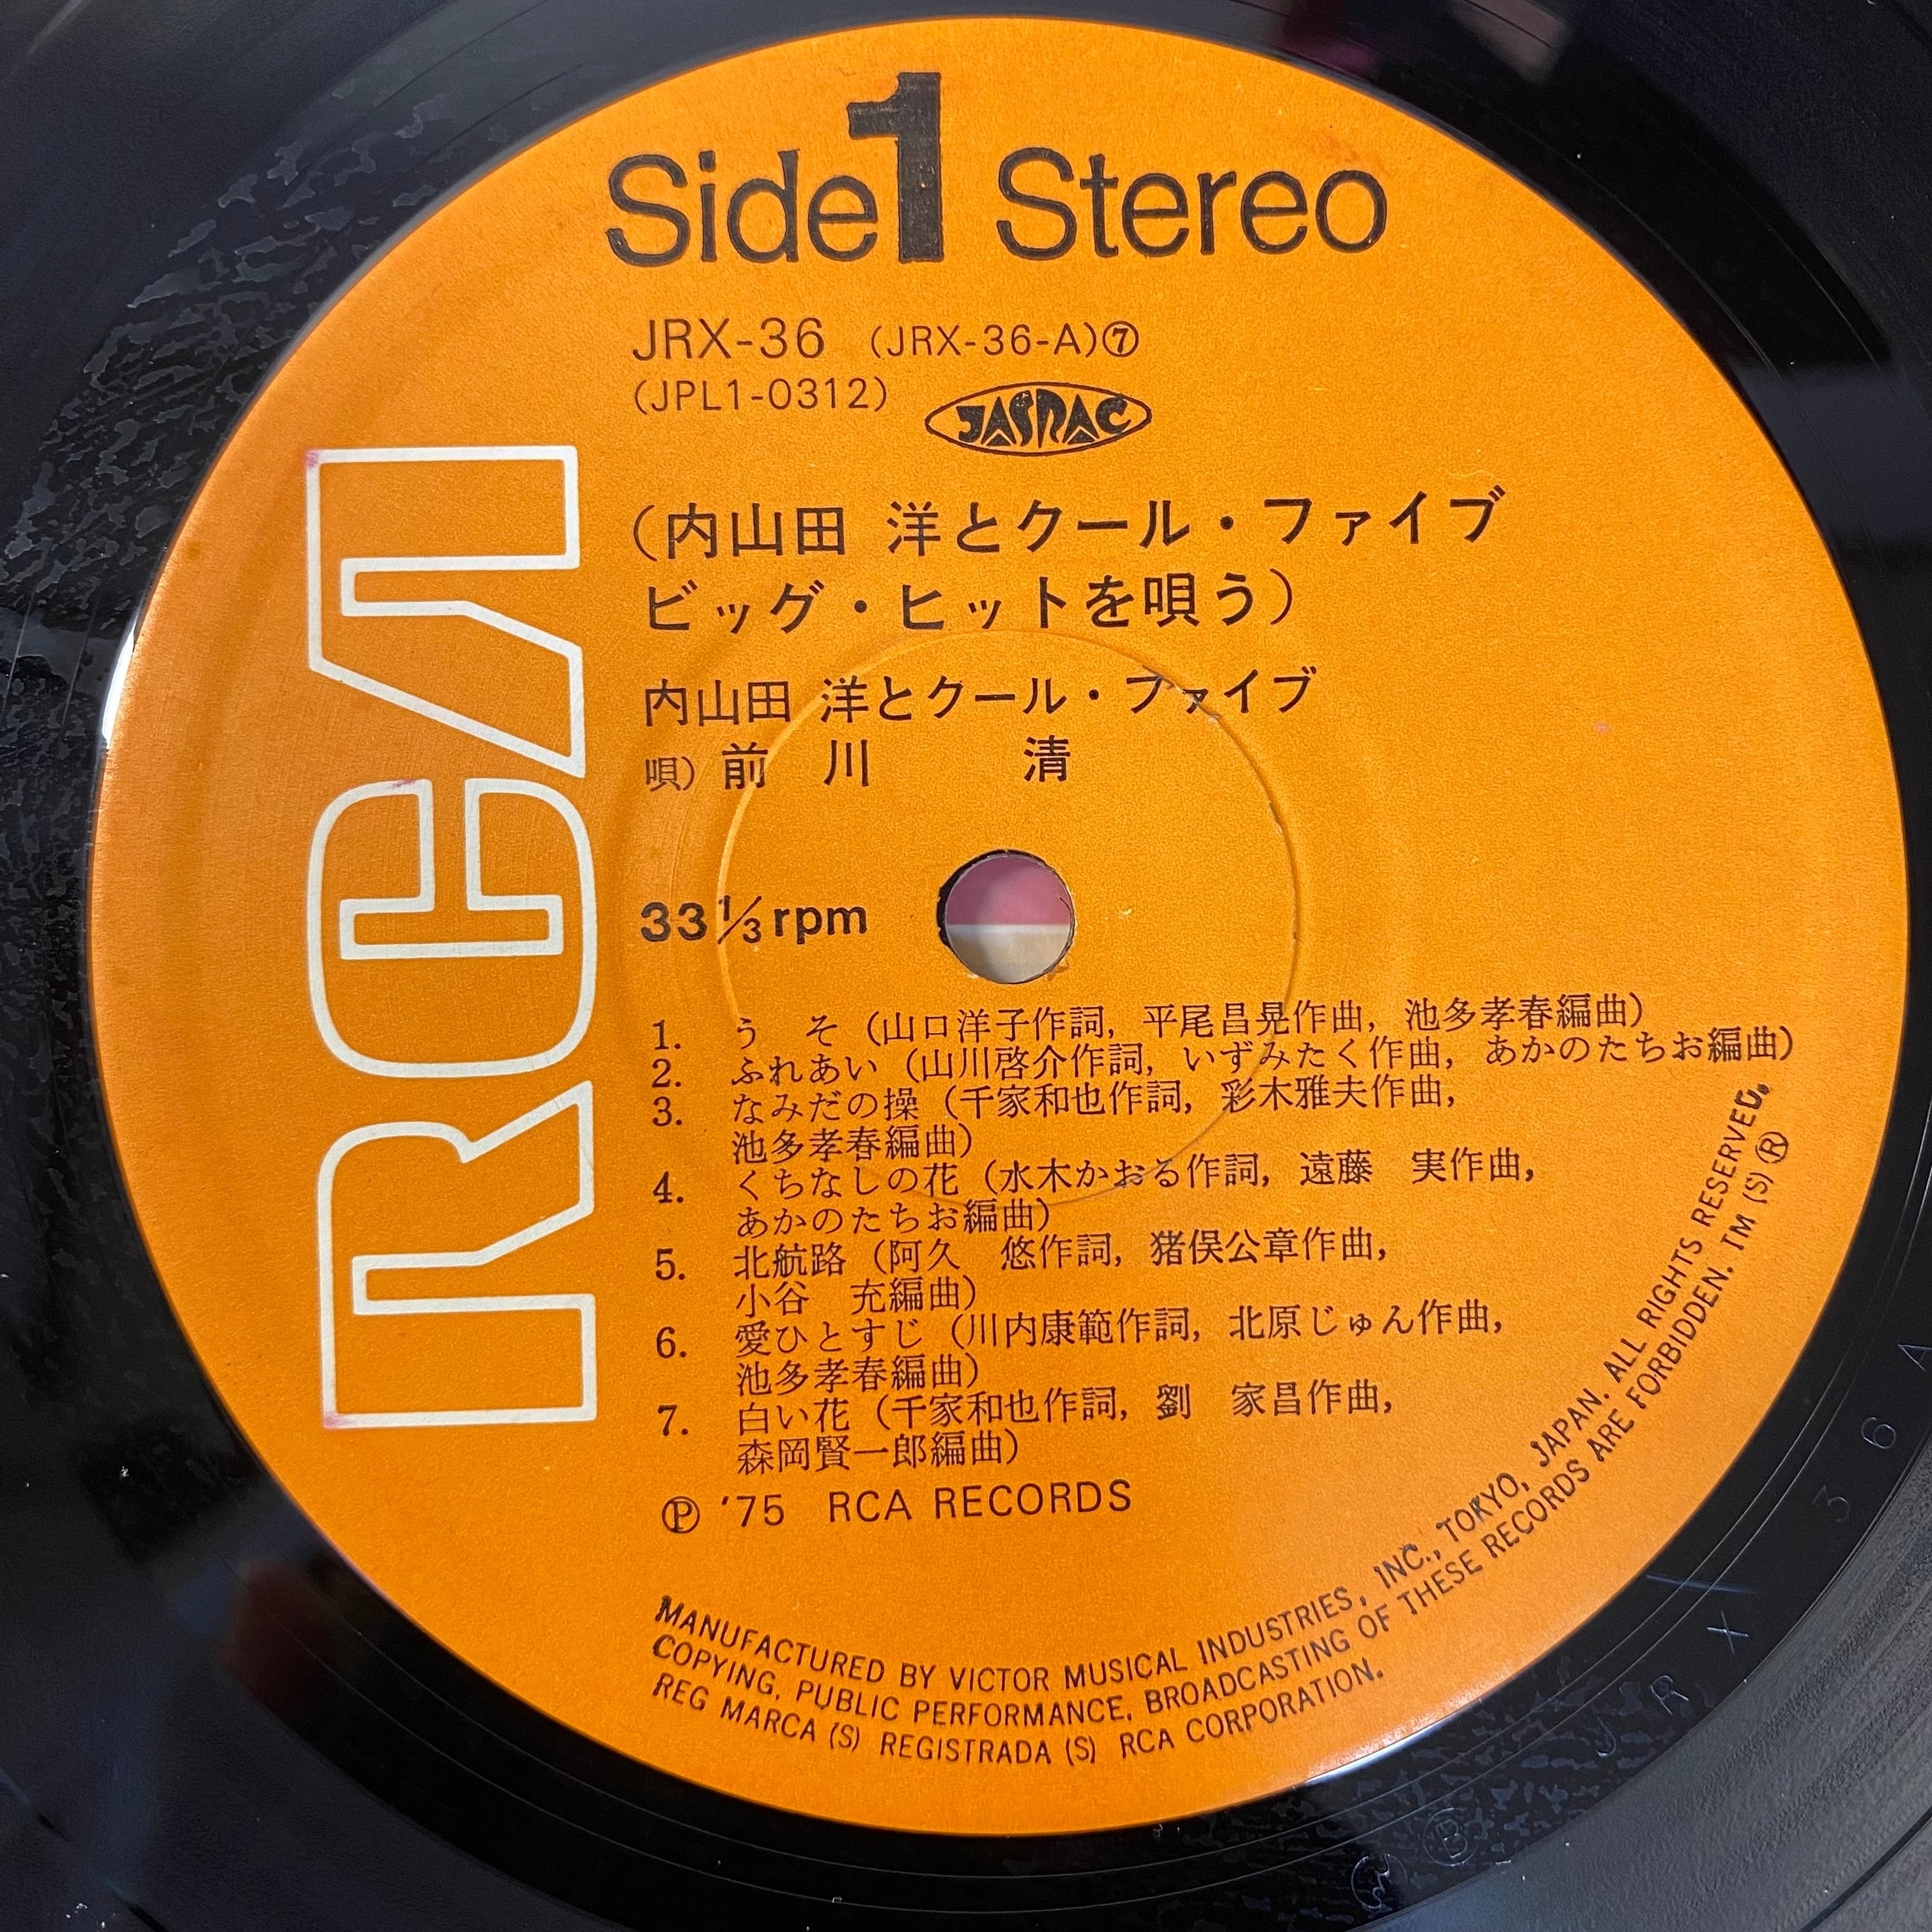 Side 1 Stereo
JRX-36 (JRX-36-A)⑦
(JPL1-0312)
JASRAC
RCA
(内山田 洋とクール・ファイブ
ビッグ・ヒットを唄う)
内山田 洋とクール・ファイブ
唄) 前川 清
33 1/3 rpm
1. うそ (山口洋子作詞, 平尾昌晃作曲, 池多孝春編曲)
2. ふれあい (山川啓介作詞, いずみたく作曲, あかのたちお編曲)
3. なみだの操 (千家和也作詞, 彩木雅夫作曲,
池多孝春編曲)
4. くちなしの花 (水木かおる作詞, 遠藤 実作曲,
あかのたちお編曲)
5. 北航路 (阿久 悠作詞, 猪俣公章作曲,
小谷 充編曲)
6. 愛ひとすじ (川内康範作詞, 北原じゅん作曲,
池多孝春編曲)
7. 白い花 (千家和也作詞, 劉 家昌作曲,
森岡賢一郎編曲)
Ⓟ '75 RCA RECORDS
MANUFACTURED BY VICTOR MUSICAL INDUSTRIES, INC., TOKYO, JAPAN. ALL RIGHTS RESERVED.
COPYING, PUBLIC PERFORMANCE, BROADCASTING OF THESE RECORDS ARE FORBIDDEN. TM (S) ®
REG MARCA (S) REGISTRADA (S) RCA CORPORATION.
JRX 36 A